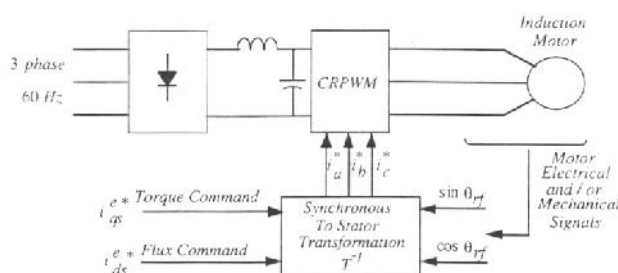 Induction
Motor
3 phase
60 Hz
CRPWM
i*a i*b i*c
Motor
Electrical
and / or
Mechanical
Signals
i e* qs Torque Command
Synchronous
To Stator
Transformation
T-1
sin θrf
i e* ds Flux Command
cos θrf